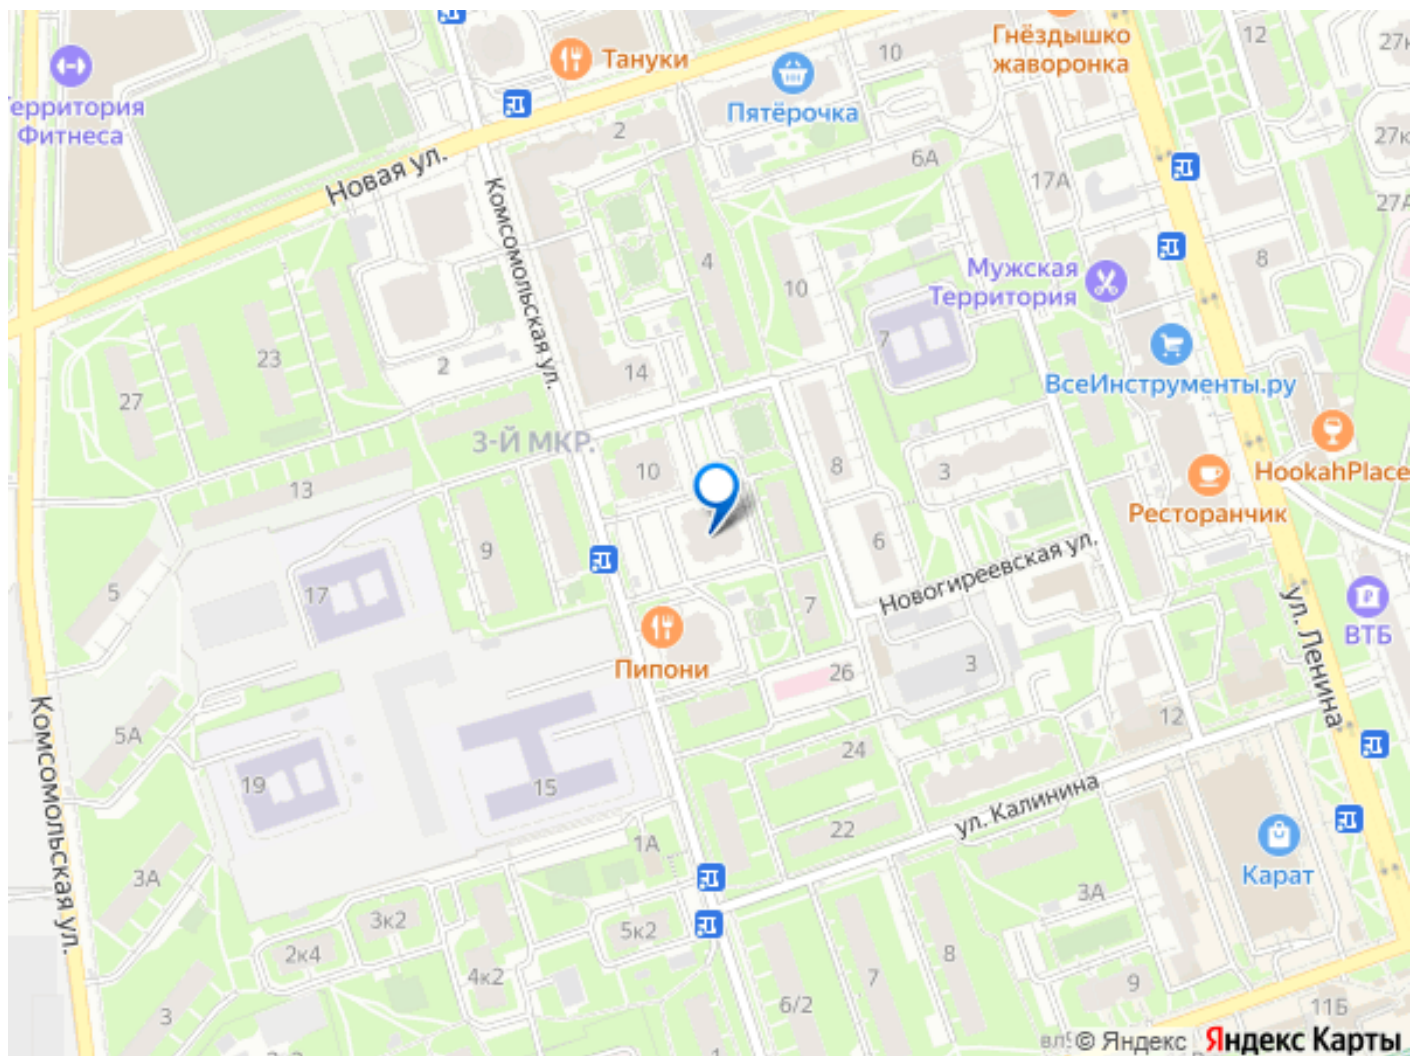 Гнёздышко
жаворонка
12
10
Тануки
Территория
Фитнеса
Пятёрочка
2
6А
17А
27А
Новая ул.
Комсомольская ул.
4
8
Мужская
Территория
10
7
23
2
14
ВсеИнструменты.ру
27
3-Й МКР.
10
8
3
HookahPlace
13
Ресторанчик
9
6
Новогиреевская ул.
5
17
7
ул. Ленина
ВТБ
Пипони
26
3
5А
12
Комсомольская ул.
24
19
15
ул. Калинина
22
1А
Карат
3А
3А
3к2
5к2
2к4
4к2
8
7
9
6/2
11Б
3
1
© Яндекс Яндекс Карты